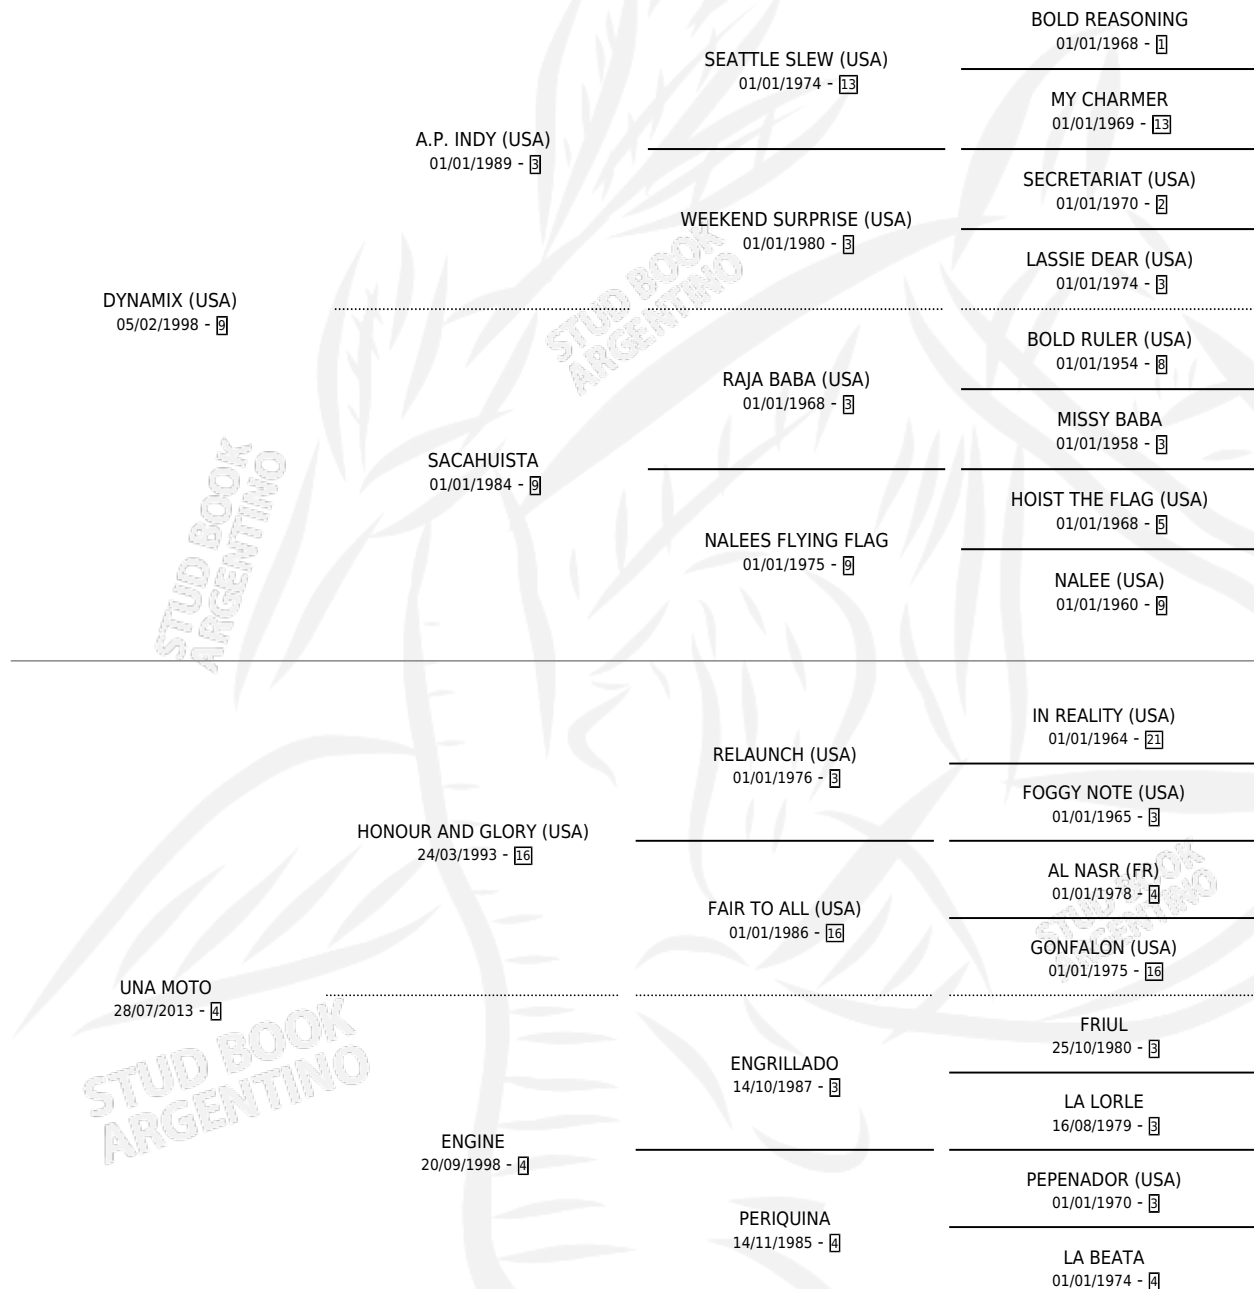 BOLD REASONING
01/01/1968 - 1
SEATTLE SLEW (USA)
01/01/1974 - 13
MY CHARMER
01/01/1969 - 13
A.P. INDY (USA)
01/01/1989 - 3
SECRETARIAT (USA)
01/01/1970 - 2
WEEKEND SURPRISE (USA)
01/01/1980 - 3
LASSIE DEAR (USA)
01/01/1974 - 3
DYNAMIX (USA)
05/02/1998 - 9
BOLD RULER (USA)
01/01/1954 - 8
RAJA BABA (USA)
01/01/1968 - 3
MISSY BABA
01/01/1958 - 3
SACAHUISTA
01/01/1984 - 9
HOIST THE FLAG (USA)
01/01/1968 - 5
NALEES FLYING FLAG
01/01/1975 - 9
NALEE (USA)
01/01/1960 - 9
IN REALITY (USA)
01/01/1964 - 21
RELAUNCH (USA)
01/01/1976 - 3
FOGGY NOTE (USA)
01/01/1965 - 3
HONOUR AND GLORY (USA)
24/03/1993 - 16
AL NASR (FR)
01/01/1978 - 4
FAIR TO ALL (USA)
01/01/1986 - 16
GONFALON (USA)
01/01/1975 - 16
UNA MOTO
28/07/2013 - 4
FRIUL
25/10/1980 - 3
ENGRILLADO
14/10/1987 - 3
LA LORLE
16/08/1979 - 3
ENGINE
20/09/1998 - 4
PEPENADOR (USA)
01/01/1970 - 3
PERIQUINA
14/11/1985 - 4
LA BEATA
01/01/1974 - 4
STUD BOOK
ARGENTINO
STUD BOOK
ARGENTINO
STUD BOOK
ARGENTINO
STUD BOOK
ARGENTINO